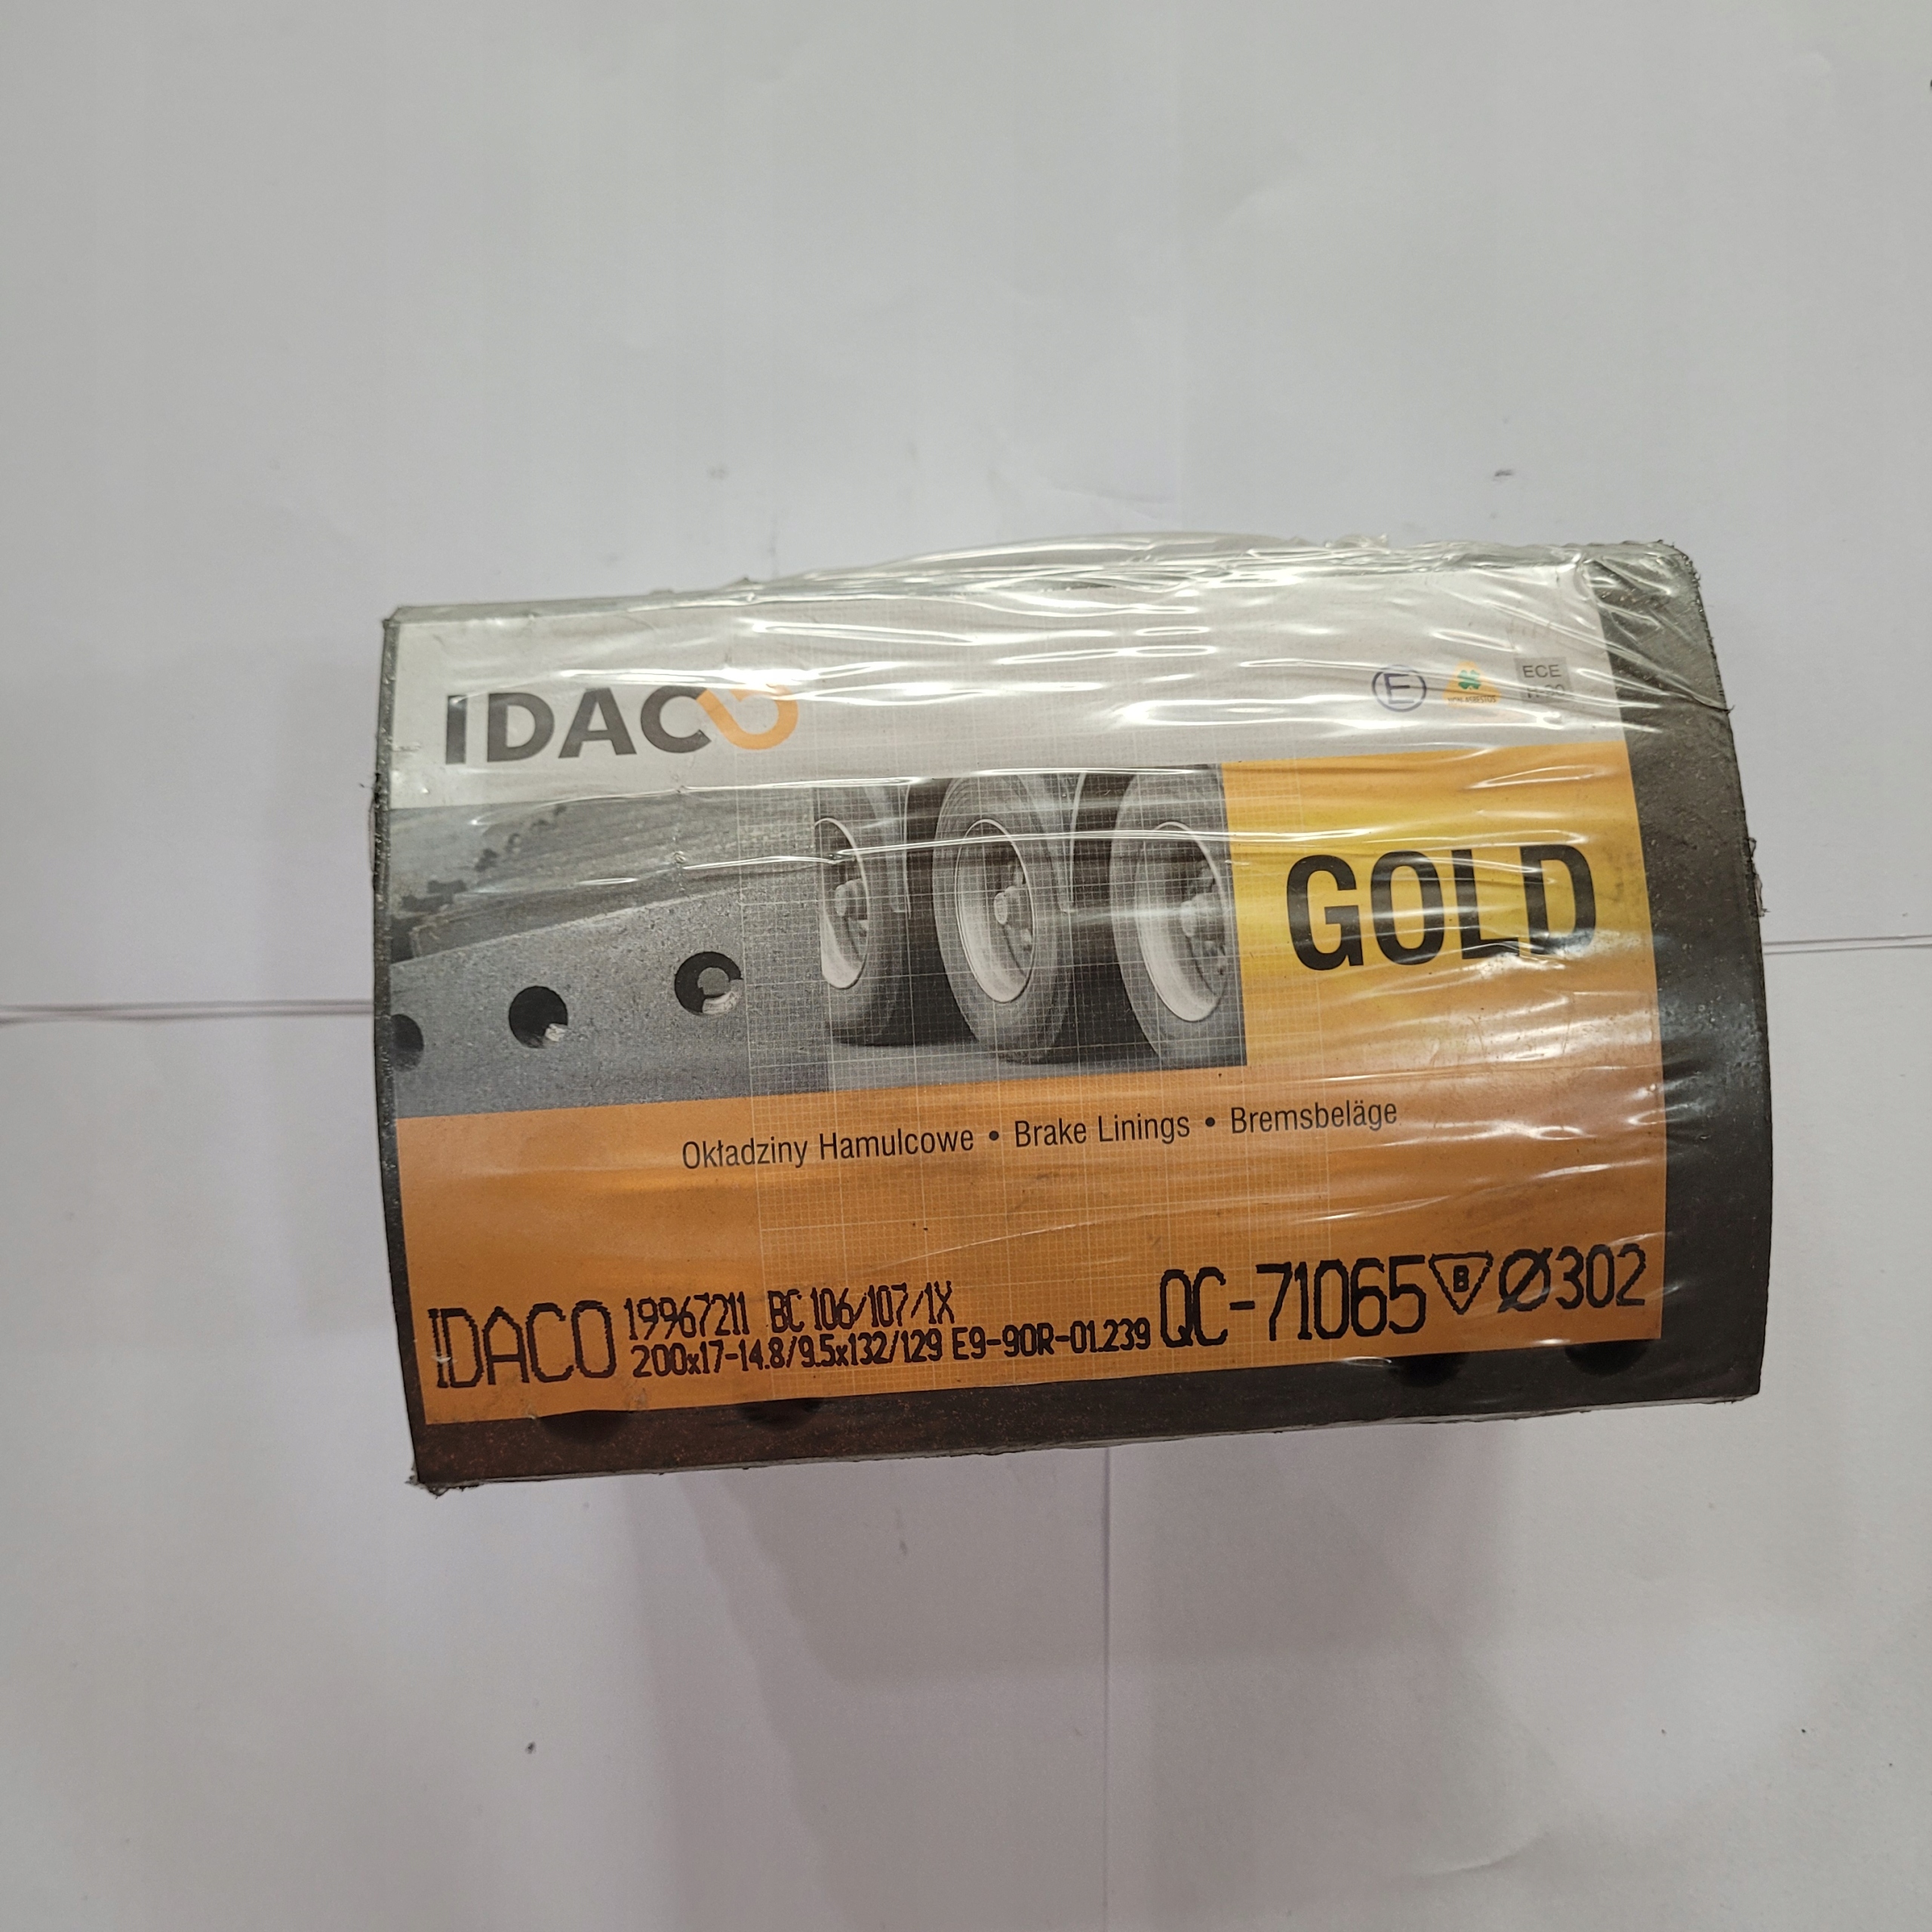 IDACO
E
ECE
GOLD
Okładziny Hamulcowe • Brake Linings • Bremsbeläge
IDACO 19967211 BC 106/107/1X QC-71065 B Ø302
200x17-14.8/9.5x132/129 E9-90R-01.239